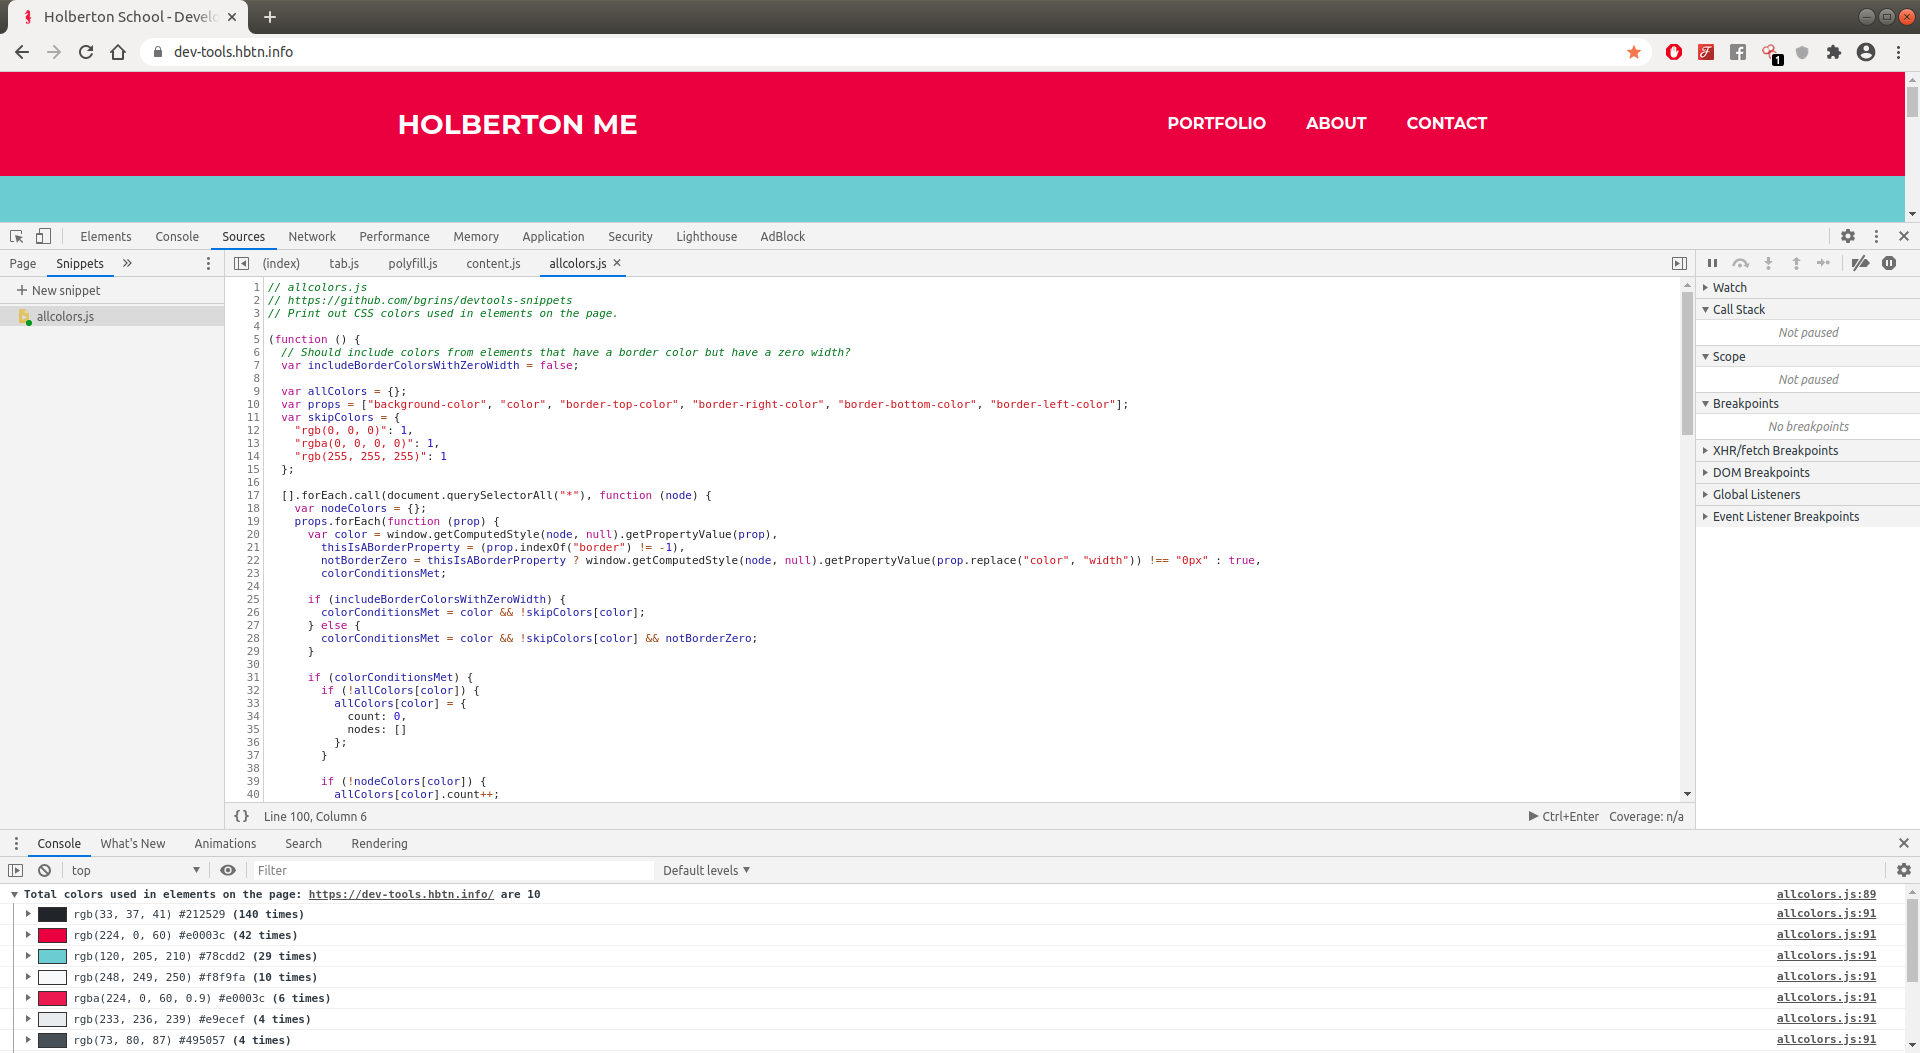 Holberton School - Develo
dev-tools.hbtn.info
1
HOLBERTON ME
PORTFOLIO ABOUT CONTACT
Elements Console Sources Network Performance Memory Application Security Lighthouse AdBlock
Page Snippets »
(index) tab.js polyfill.js content.js allcolors.js
New snippet
allcolors.js
1 // allcolors.js
2 // https://github.com/bgrins/devtools-snippets
3 // Print out CSS colors used in elements on the page.
4
5 (function () {
6 // Should include colors from elements that have a border color but have a zero width?
7 var includeBorderColorsWithZeroWidth = false;
8
9 var allColors = {};
10 var props = ["background-color", "color", "border-top-color", "border-right-color", "border-bottom-color", "border-left-color"];
11 var skipColors = {
12 "rgb(0, 0, 0)": 1,
13 "rgba(0, 0, 0, 0)": 1,
14 "rgb(255, 255, 255)": 1
15 };
16
17 [].forEach.call(document.querySelectorAll("*"), function (node) {
18 var nodeColors = {};
19 props.forEach(function (prop) {
20 var color = window.getComputedStyle(node, null).getPropertyValue(prop),
21 thisIsABorderProperty = (prop.indexOf("border") != -1),
22 notBorderZero = thisIsABorderProperty ? window.getComputedStyle(node, null).getPropertyValue(prop.replace("color", "width")) !== "0px" : true,
23 colorConditionsMet;
24
25 if (includeBorderColorsWithZeroWidth) {
26 colorConditionsMet = color && !skipColors[color];
27 } else {
28 colorConditionsMet = color && !skipColors[color] && notBorderZero;
29 }
30
31 if (colorConditionsMet) {
32 if (!allColors[color]) {
33 allColors[color] = {
34 count: 0,
35 nodes: []
36 };
37 }
38
39 if (!nodeColors[color]) {
40 allColors[color].count++;
{} Line 100, Column 6
Ctrl+Enter Coverage: n/a
Watch
Call Stack
Not paused
Scope
Not paused
Breakpoints
No breakpoints
XHR/fetch Breakpoints
DOM Breakpoints
Global Listeners
Event Listener Breakpoints
Console What's New Animations Search Rendering
top Filter Default levels
Total colors used in elements on the page: https://dev-tools.hbtn.info/ are 10 allcolors.js:89
rgb(33, 37, 41) #212529 (140 times) allcolors.js:91
rgb(224, 0, 60) #e0003c (42 times) allcolors.js:91
rgb(120, 205, 210) #78cdd2 (29 times) allcolors.js:91
rgb(248, 249, 250) #f8f9fa (10 times) allcolors.js:91
rgba(224, 0, 60, 0.9) #e0003c (6 times) allcolors.js:91
rgb(233, 236, 239) #e9ecef (4 times) allcolors.js:91
rgb(73, 80, 87) #495057 (4 times) allcolors.js:91